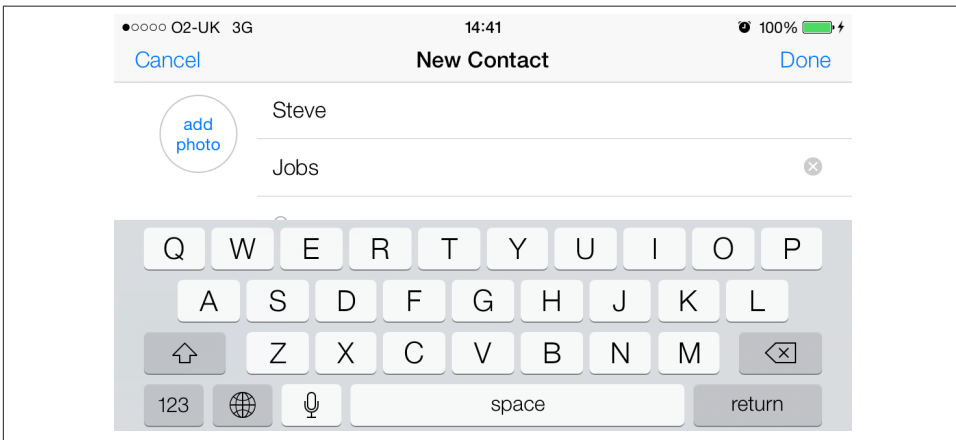 O2-UK 3G 14:41 100%
Cancel New Contact Done
add
photo
Steve
Jobs
Q W E R T Y U I O P
A S D F G H J K L
Z X C V B N M
123 space return